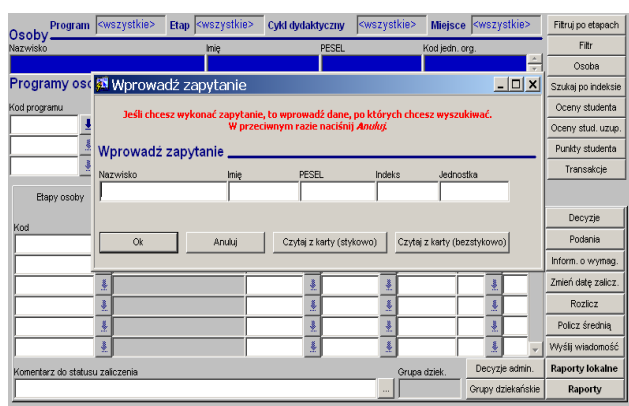 Program <wszystkie> Etap <wszystkie> Cykl dydaktyczny <wszystkie> Miejsce <wszystkie> Filtruj po etapach
Osoby
Nazwisko Imię PESEL Kod jedn. org. Filtr
Osoba
Programy oso
Wprowadź zapytanie
Szukaj po indeksie
Kod programu
Oceny studenta
Jeśli chcesz wykonać zapytanie, to wprowadź dane, po których chcesz wyszukiwać.
W przeciwnym razie naciśnij Anuluj.
Oceny stud. uzup.
Punkty studenta
Wprowadź zapytanie
Transakcje
Nazwisko Imię PESEL Indeks Jednostka
Etapy osoby
Kod
Decyzje
Ok Anuluj Czytaj z karty (stykowo) Czytaj z karty (bezstykowo)
Podania
Inform. o wymag.
Zmień datę zalicz.
Rozlicz
Policz średnią
Wyślij wiadomość
Komentarz do statusu zaliczenia Grupa dziek. Decyzje admin. Raporty lokalne
... Grupy dziekańskie Raporty